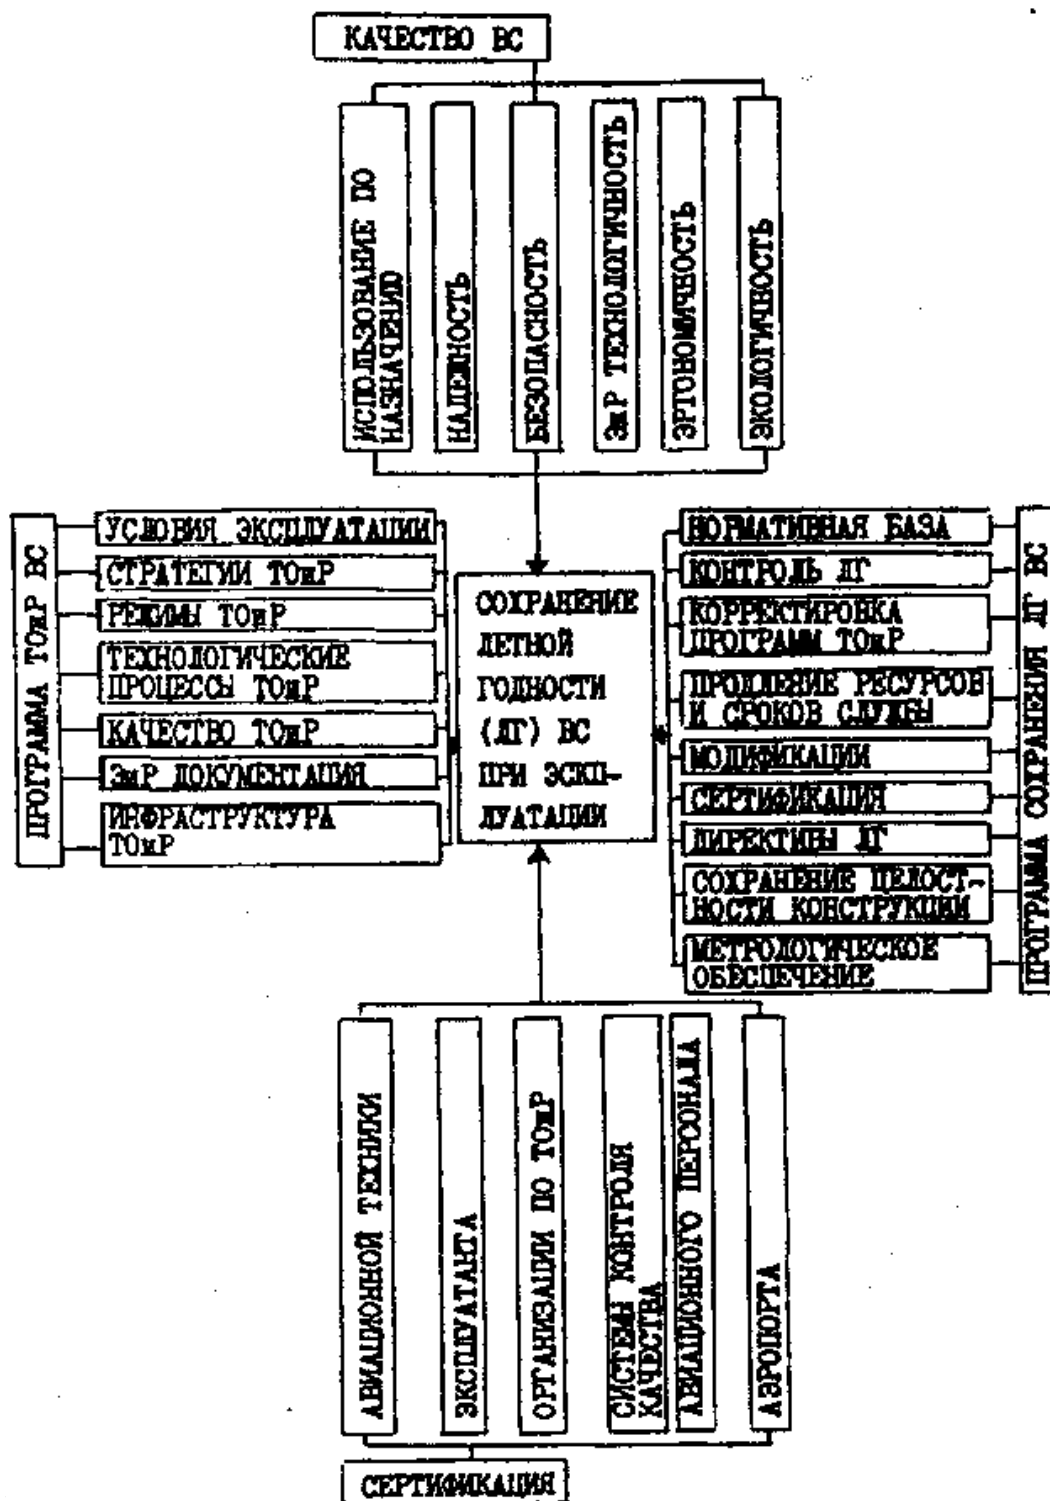 КАЧЕСТВО ВС
ИСПОЛЬЗОВАНИЕ ПО
НАЗНАЧЕНИЮ
НАДЕЖНОСТЬ
БЕЗОПАСНОСТЬ
ЭиР ТЕХНОЛОГИЧНОСТЬ
ЭРГОНОМИЧНОСТЬ
ЭКОЛОГИЧНОСТЬ
ПРОГРАММА ТОиР ВС
УСЛОВИЯ ЭКСПЛУАТАЦИИ
СТРАТЕГИИ ТОиР
РЕЖИМЫ ТОиР
ТЕХНОЛОГИЧЕСКИЕ
ПРОЦЕССЫ ТОиР
КАЧЕСТВО ТОиР
ЭиР ДОКУМЕНТАЦИЯ
ИНФРАСТРУКТУРА
ТОиР
СОХРАНЕНИЕ
ЛЕТНОЙ
ГОДНОСТИ
(ЛГ) ВС
ПРИ ЭСКП-
ЛУАТАЦИИ
НОРМАТИВНАЯ БАЗА
КОНТРОЛЬ ЛГ
КОРРЕКТИРОВКА
ПРОГРАММ ТОиР
ПРОДЛЕНИЕ РЕСУРСОВ
И СРОКОВ СЛУЖБЫ
МОДИФИКАЦИИ
СЕРТИФИКАЦИЯ
ДИРЕКТИВЫ ЛГ
СОХРАНЕНИЕ ЦЕЛОСТ-
НОСТИ КОНСТРУКЦИИ
МЕТРОЛОГИЧЕСКОЕ
ОБЕСПЕЧЕНИЕ
ПРОГРАММА СОХРАНЕНИЯ ЛГ ВС
АВИАЦИОННОЙ ТЕХНИКИ
ЭКСПЛУАТАНТА
ОРГАНИЗАЦИИ ПО ТОиР
СИСТЕМЫ КОНТРОЛЯ
КАЧЕСТВА
АВИАЦИОННОГО ПЕРСОНАЛА
АЭРОПОРТА
СЕРТИФИКАЦИЯ